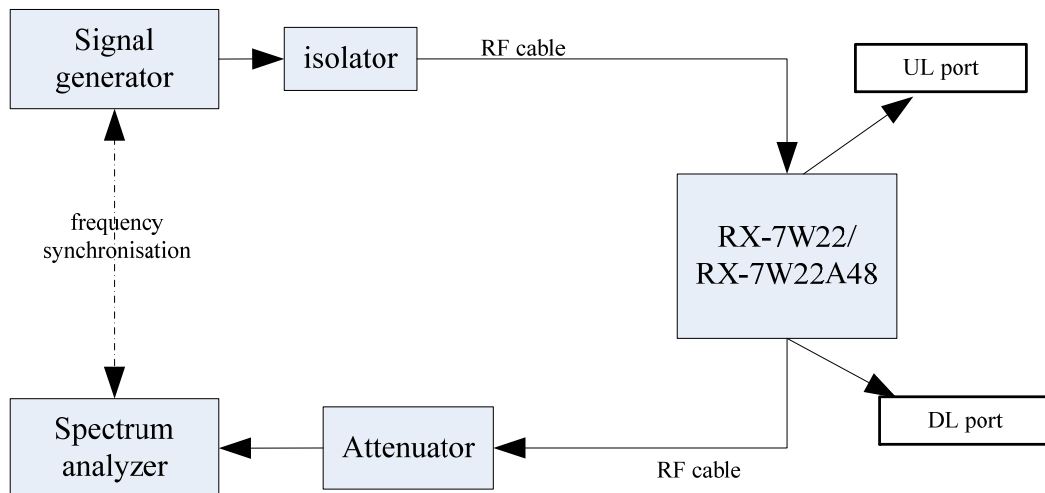 Signal
generator
isolator
RF cable
UL port
frequency
synchronisation
RX-7W22/
RX-7W22A48
Spectrum
analyzer
Attenuator
RF cable
DL port